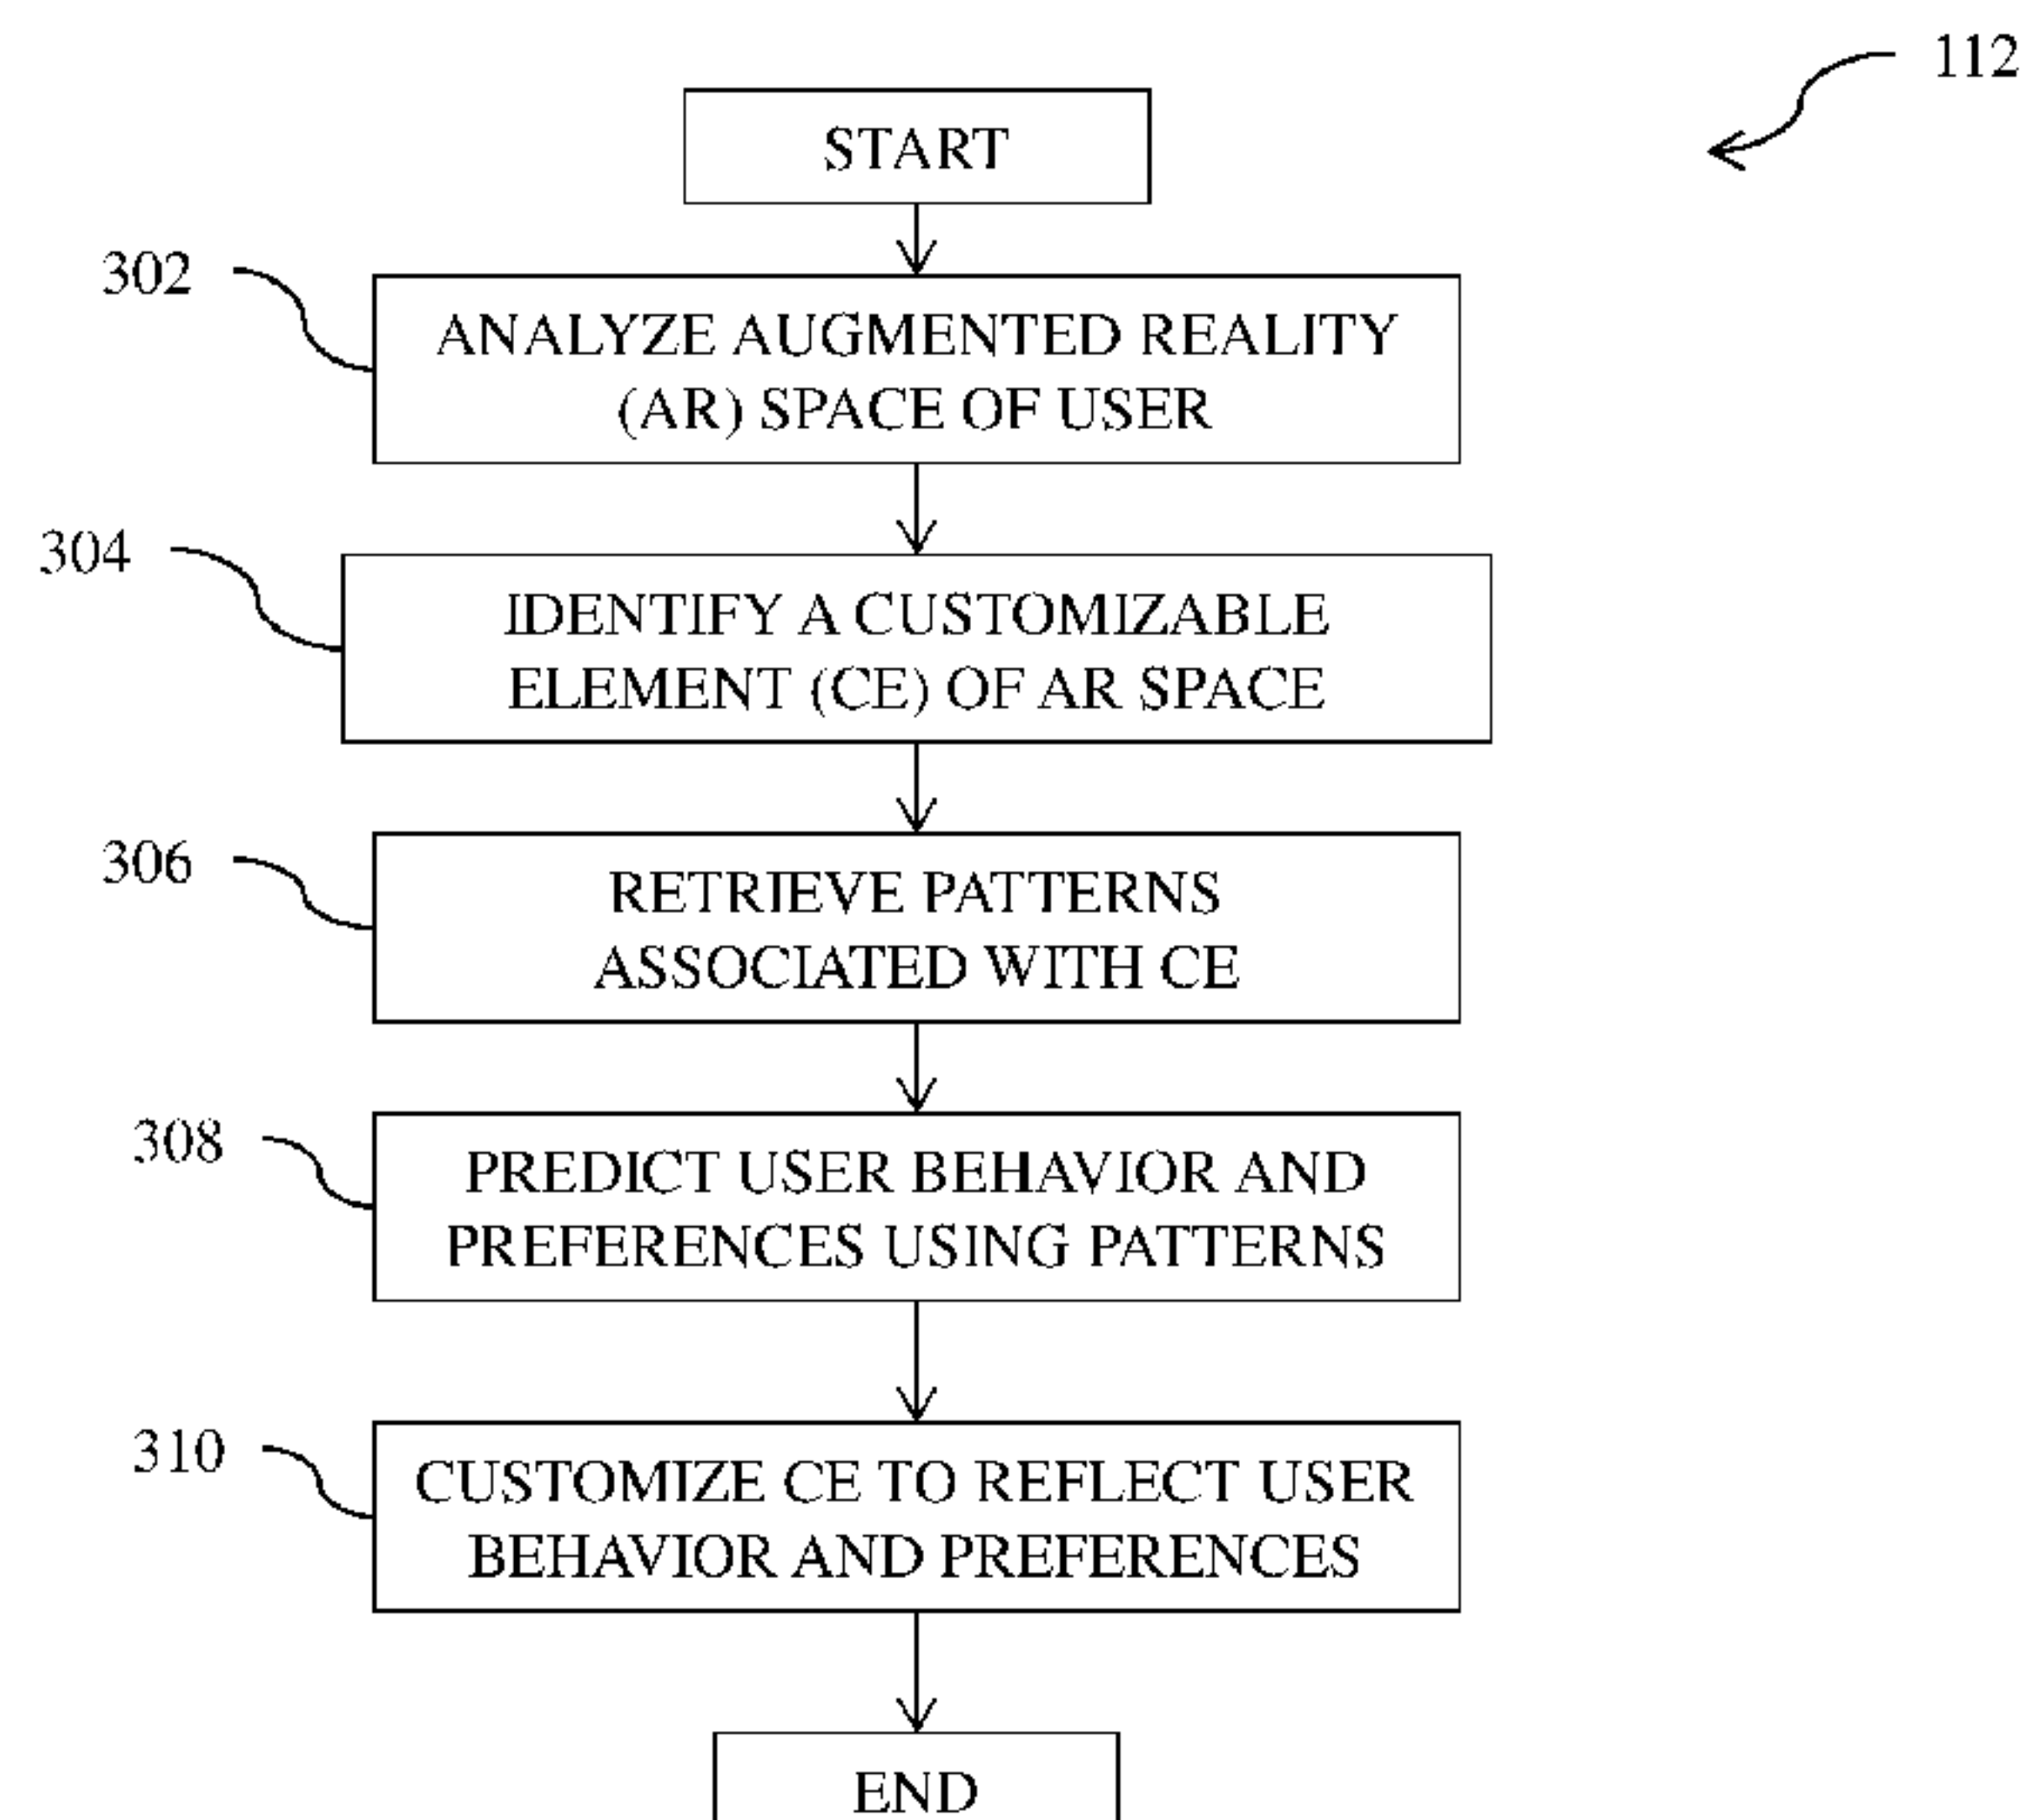 112
START
302
ANALYZE AUGMENTED REALITY
(AR) SPACE OF USER
304
IDENTIFY A CUSTOMIZABLE
ELEMENT (CE) OF AR SPACE
306
RETRIEVE PATTERNS
ASSOCIATED WITH CE
308
PREDICT USER BEHAVIOR AND
PREFERENCES USING PATTERNS
310
CUSTOMIZE CE TO REFLECT USER
BEHAVIOR AND PREFERENCES
END